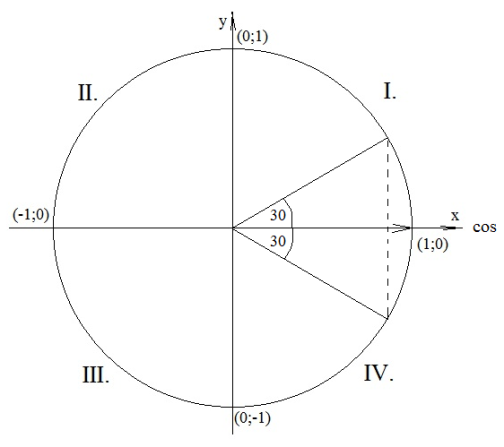 y
(0;1)
II.
I.
(-1;0)
30
30
x
cos
(1;0)
III.
IV.
(0;-1)